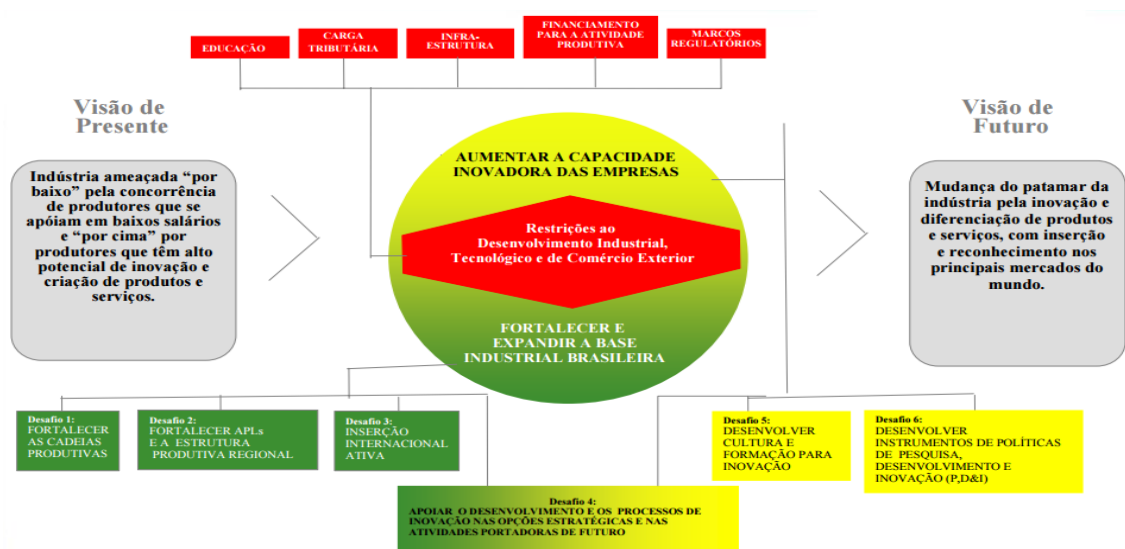 EDUCAÇÃO
CARGA
TRIBUTÁRIA
INFRA-
ESTRUTURA
FINANCIAMENTO
PARA A ATIVIDADE
PRODUTIVA
MARCOS
REGULATÓRIOS
Visão de
Presente
Indústria ameaçada “por
baixo” pela concorrência
de produtores que se
apóiam em baixos salários
e “por cima” por
produtores que têm alto
potencial de inovação e
criação de produtos e
serviços.
AUMENTAR A CAPACIDADE
INOVADORA DAS EMPRESAS
Restrições ao
Desenvolvimento Industrial,
Tecnológico e de Comércio Exterior
FORTALECER E
EXPANDIR A BASE
INDUSTRIAL BRASILEIRA
Visão de
Futuro
Mudança do patamar da
indústria pela inovação e
diferenciação de produtos
e serviços, com inserção
e reconhecimento nos
principais mercados do
mundo.
Desafio 1:
FORTALECER
AS CADEIAS
PRODUTIVAS
Desafio 2:
FORTALECER APLs
E A ESTRUTURA
PRODUTIVA REGIONAL
Desafio 3:
INSERÇÃO
INTERNACIONAL
ATIVA
Desafio 4:
APOIAR O DESENVOLVIMENTO E OS PROCESSOS DE
INOVAÇÃO NAS OPÇÕES ESTRATÉGICAS E NAS
ATIVIDADES PORTADORAS DE FUTURO
Desafio 5:
DESENVOLVER
CULTURA E
FORMAÇÃO PARA
INOVAÇÃO
Desafio 6:
DESENVOLVER
INSTRUMENTOS DE POLÍTICAS
DE PESQUISA,
DESENVOLVIMENTO E
INOVAÇÃO (P,D&I)